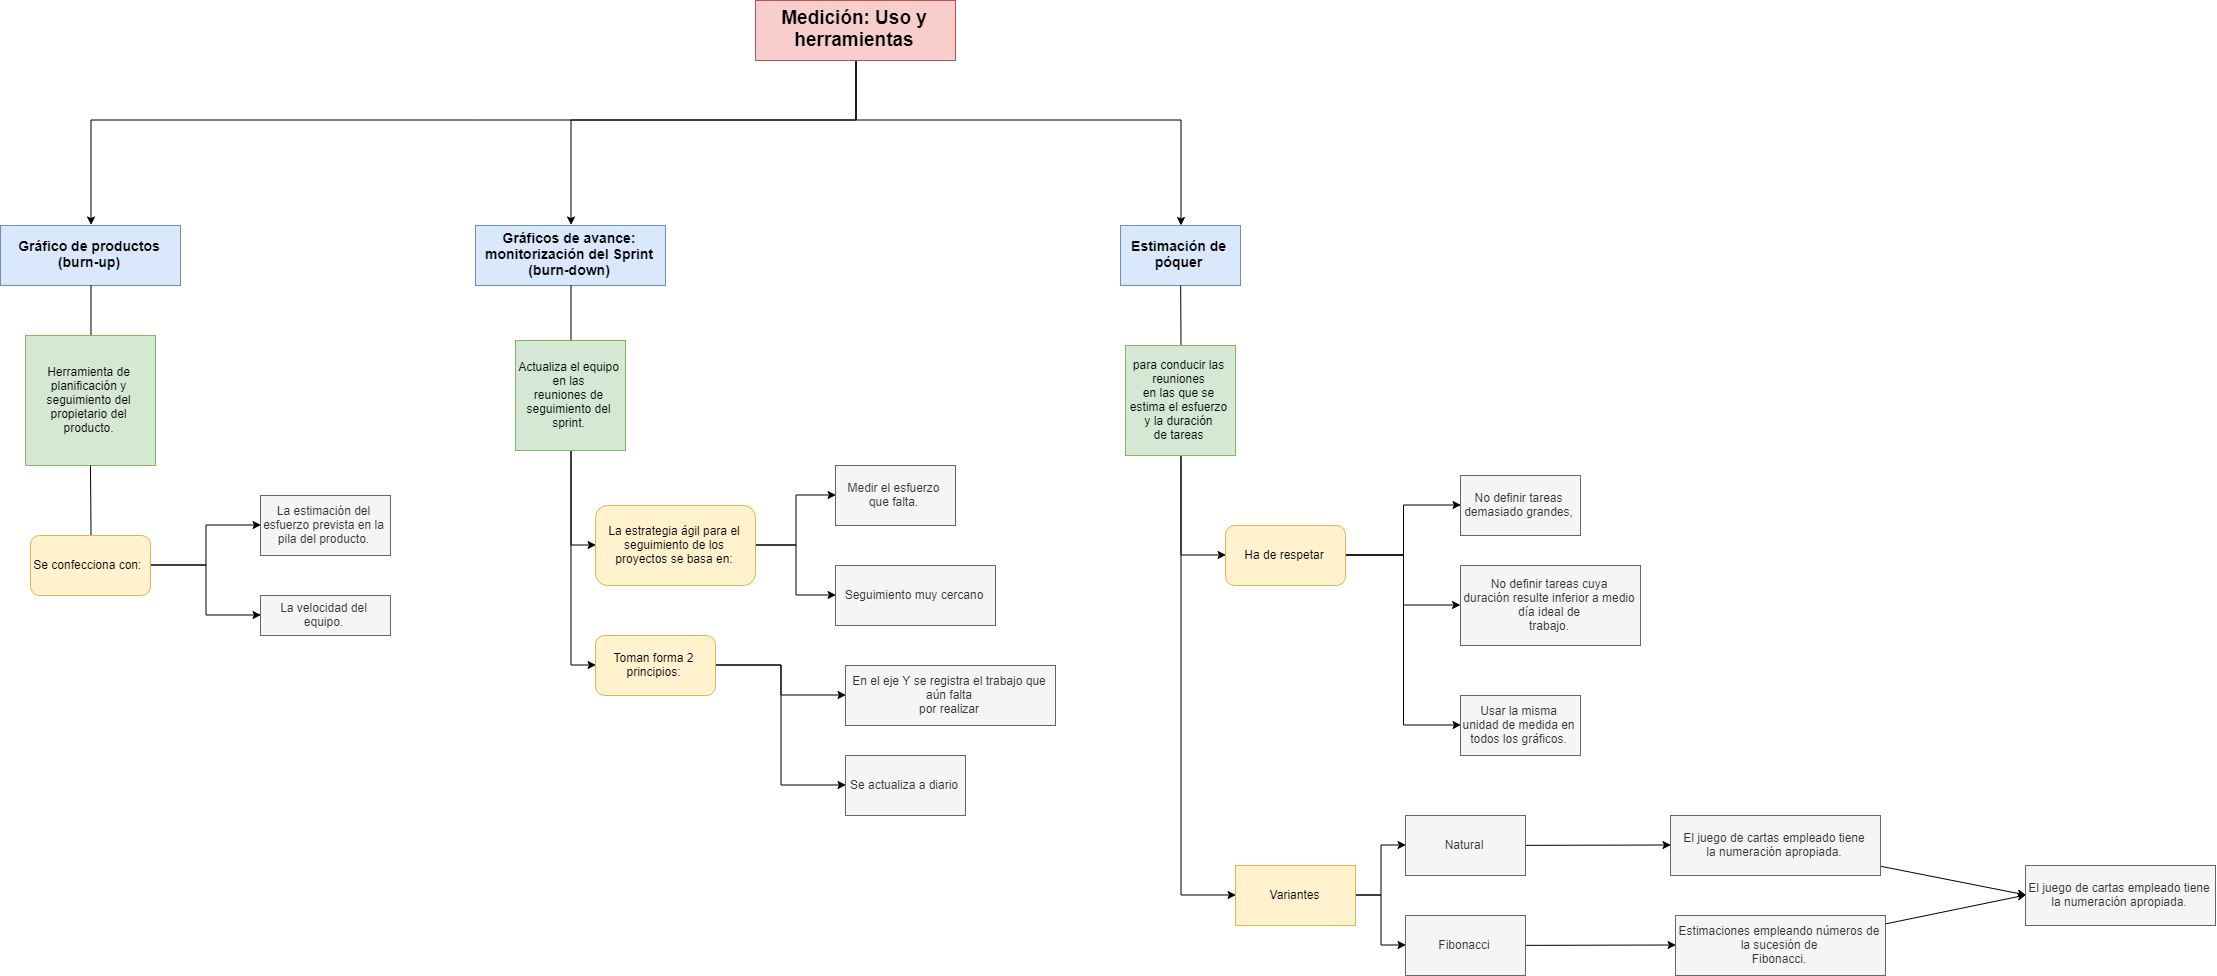 Medición: Uso y
herramientas
Gráfico de productos
(burn-up)
Herramienta de
planificación y
seguimiento del
propietario del
producto.
Se confecciona con:
La estimación del
esfuerzo prevista en la
pila del producto.
La velocidad del
equipo.
Gráficos de avance:
monitorización del Sprint
(burn-down)
Actualiza el equipo
en las
reuniones de
seguimiento del
sprint.
La estrategia ágil para el
seguimiento de los
proyectos se basa en:
Medir el esfuerzo
que falta.
Seguimiento muy cercano
Toman forma 2
principios:
En el eje Y se registra el trabajo que
aún falta
por realizar
Se actualiza a diario
Estimación de
póquer
para conducir las
reuniones
en las que se
estima el esfuerzo
y la duración
de tareas
Ha de respetar
No definir tareas
demasiado grandes,
No definir tareas cuya
duración resulte inferior a medio
día ideal de
trabajo.
Usar la misma
unidad de medida en
todos los gráficos.
Variantes
Natural
El juego de cartas empleado tiene
la numeración apropiada.
Fibonacci
Estimaciones empleando números de
la sucesión de
Fibonacci.
El juego de cartas empleado tiene
la numeración apropiada.